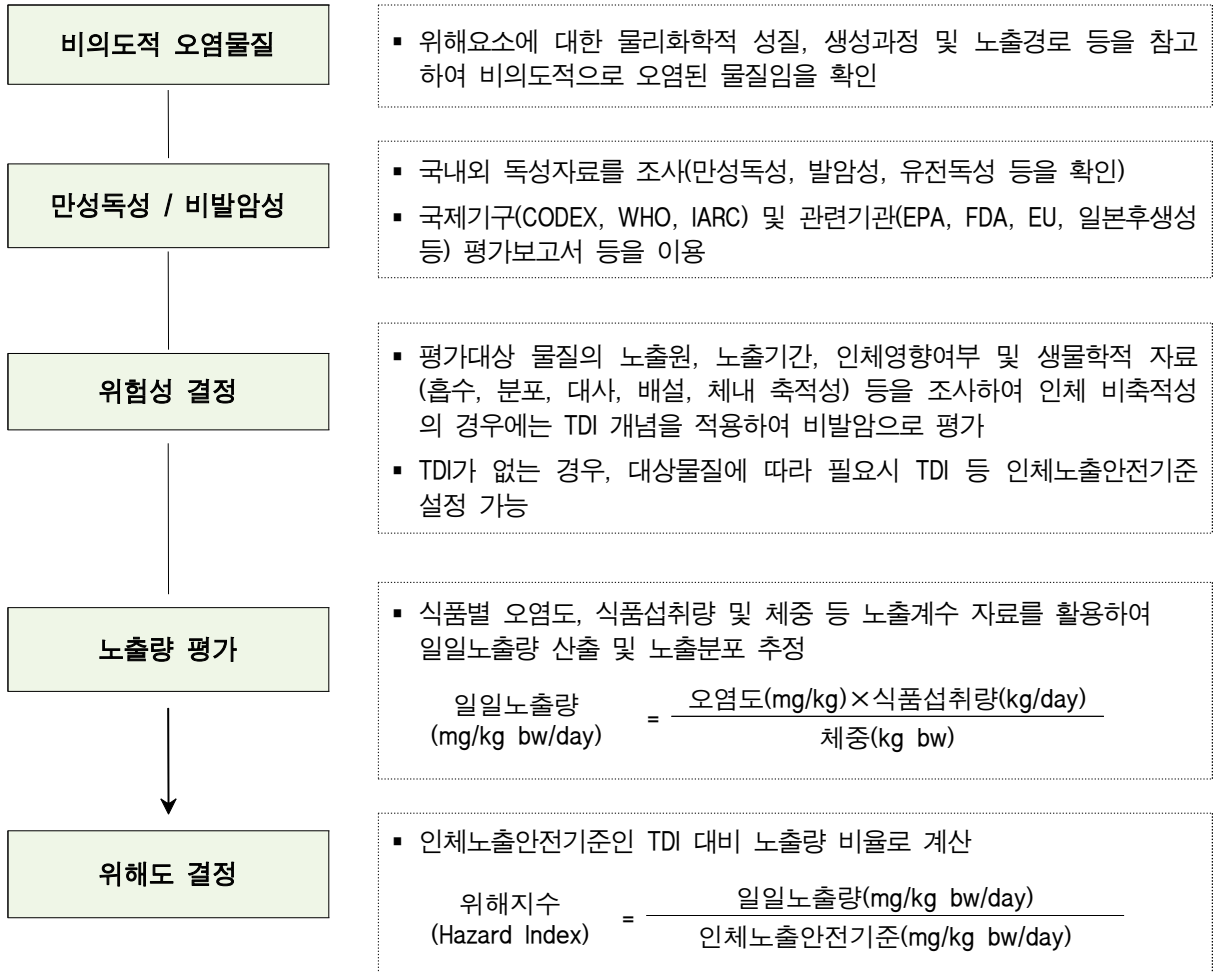 비의도적 오염물질
▪ 위해요소에 대한 물리화학적 성질, 생성과정 및 노출경로 등을 참고
하여 비의도적으로 오염된 물질임을 확인
만성독성 / 비발암성
▪ 국내외 독성자료를 조사(만성독성, 발암성, 유전독성 등을 확인)
▪ 국제기구(CODEX, WHO, IARC) 및 관련기관(EPA, FDA, EU, 일본후생성
등) 평가보고서 등을 이용
위험성 결정
▪ 평가대상 물질의 노출원, 노출기간, 인체영향여부 및 생물학적 자료
(흡수, 분포, 대사, 배설, 체내 축적성) 등을 조사하여 인체 비축적성
의 경우에는 TDI 개념을 적용하여 비발암으로 평가
▪ TDI가 없는 경우, 대상물질에 따라 필요시 TDI 등 인체노출안전기준
설정 가능
노출량 평가
▪ 식품별 오염도, 식품섭취량 및 체중 등 노출계수 자료를 활용하여
일일노출량 산출 및 노출분포 추정
일일노출량
(mg/kg bw/day)
=
오염도(mg/kg)×식품섭취량(kg/day)
체중(kg bw)
위해도 결정
▪ 인체노출안전기준인 TDI 대비 노출량 비율로 계산
위해지수
(Hazard Index)
=
일일노출량(mg/kg bw/day)
인체노출안전기준(mg/kg bw/day)